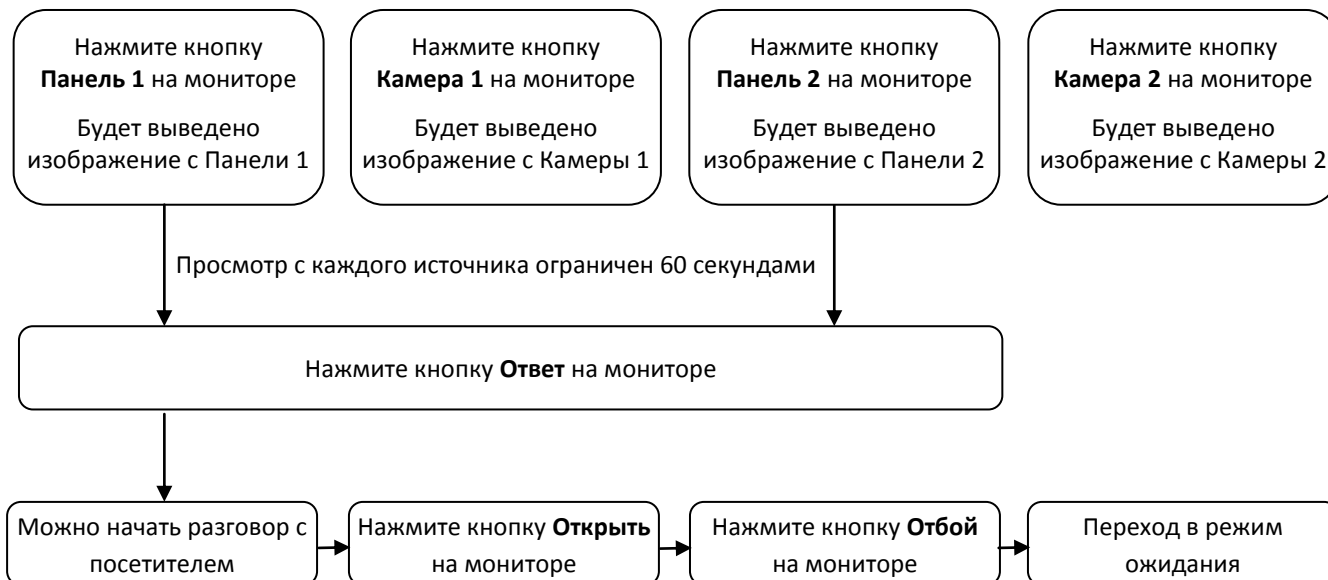 Нажмите кнопку
Панель 1 на мониторе
Будет выведено
изображение с Панели 1
Нажмите кнопку
Камера 1 на мониторе
Будет выведено
изображение с Камеры 1
Нажмите кнопку
Панель 2 на мониторе
Будет выведено
изображение с Панели 2
Нажмите кнопку
Камера 2 на мониторе
Будет выведено
изображение с Камеры 2
Просмотр с каждого источника ограничен 60 секундами
Нажмите кнопку Ответ на мониторе
Можно начать разговор с
посетителем
Нажмите кнопку Открыть
на мониторе
Нажмите кнопку Отбой
на мониторе
Переход в режим
ожидания